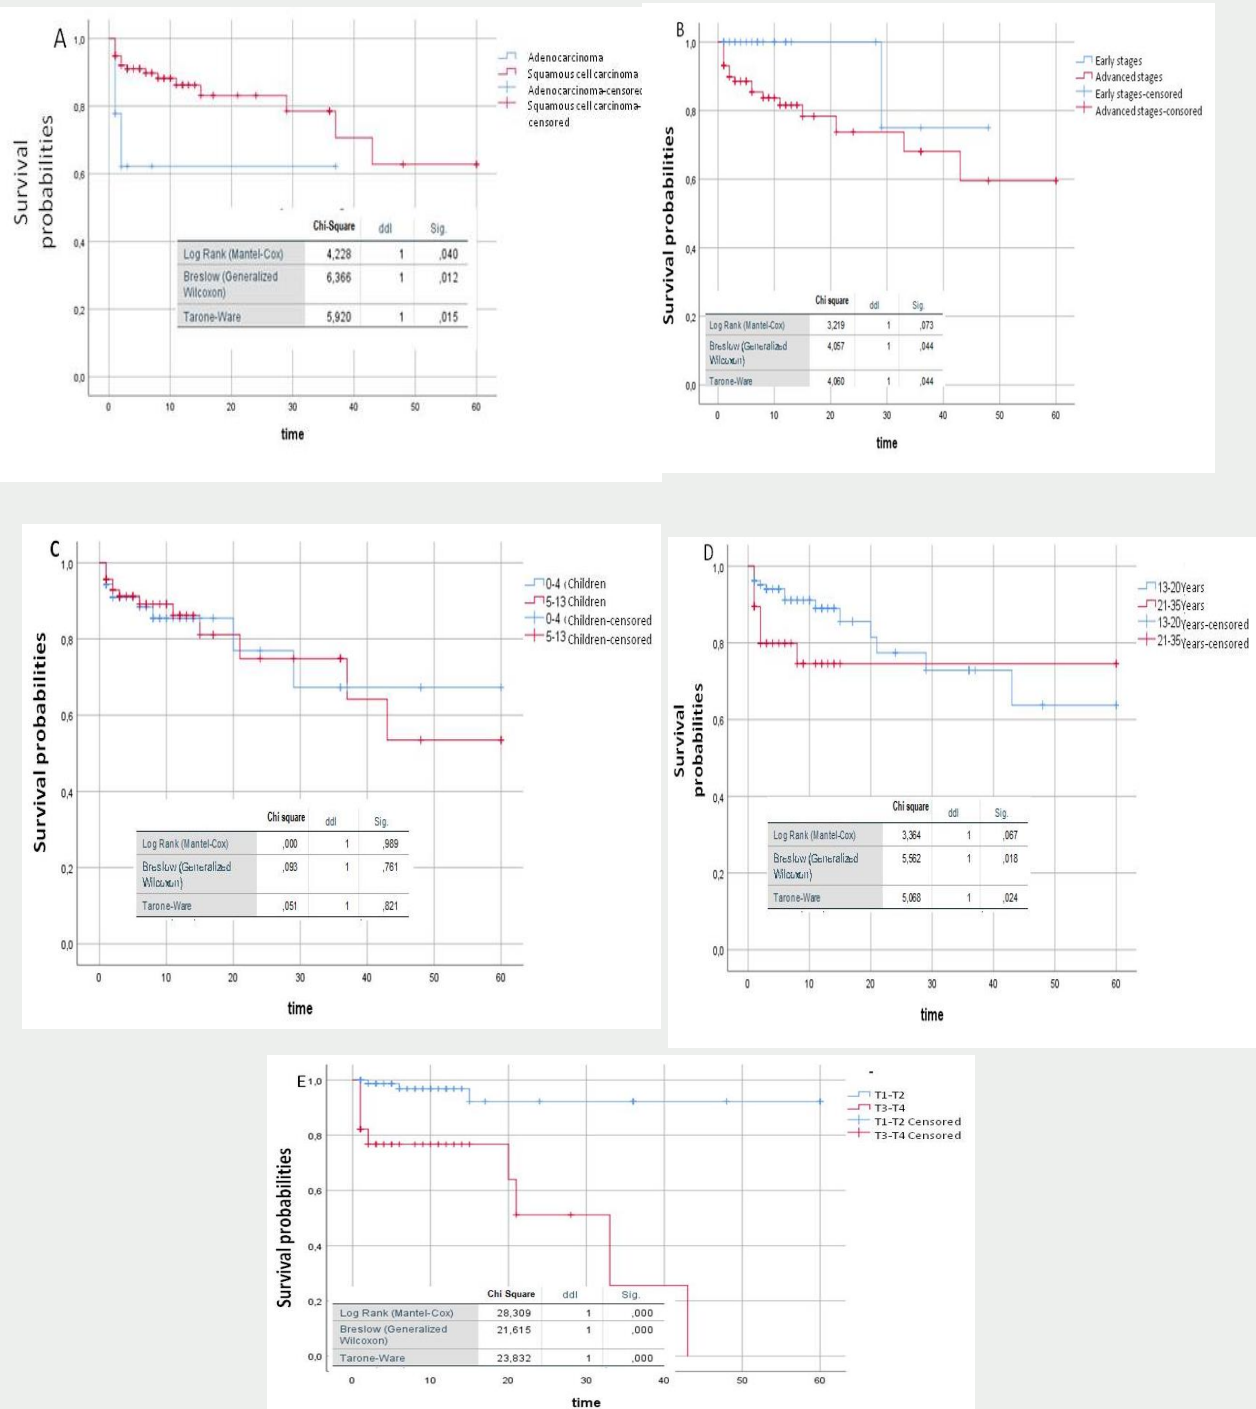 A
1,0
0,8
0,6
0,4
0,2
0,0
Survival
probabilities
0 10 20 30 40 50 60
time
Adenocarcinoma
Squamous cell carcinoma
Adenocarcinoma-censored
Squamous cell carcinoma-
censored
Chi-Square ddl Sig.
Log Rank (Mantel-Cox) 4,228 1 ,040
Breslow (Generalized
Wilcoxon) 6,366 1 ,012
Tarone-Ware 5,920 1 ,015
B
1,0
0,8
0,6
0,4
0,2
0,0
Survival probabilities
0 10 20 30 40 50 60
time
Early stages
Advanced stages
Early stages-censored
Advanced stages-consored
Chi square ddl Sig.
Log Rank (Mantel-Cox) 3,219 1 ,073
Breslow (Generalized
Wilcoxon) 4,057 1 ,044
Tarone-Ware 4,060 1 ,044
C
1,0
0,8
0,6
0,4
0,2
0,0
Survival probabilities
0 10 20 30 40 50 60
time
0-4 (Children
5-13 Children
0-4 (Children-censored
5-13 Children-censored
Chi square ddl Sig.
Log Rank (Mantel-Cox) ,000 1 ,989
Breslow (Generalized
Wilcoxon) ,093 1 ,761
Tarone-Ware ,051 1 ,821
D
1,0
0,8
0,6
0,4
0,2
0,0
Survival
probabilities
0 10 20 30 40 50 60
time
13-20Years
21-35Years
13-20Years-censored
21-35Years-censored
Chi square ddl Sig.
Log Rank (Mantel-Cox) 3,364 1 ,067
Breslow (Generalized
Wilcoxon) 5,562 1 ,018
Tarone-Ware 5,068 1 ,024
E
1,0
0,8
0,6
0,4
0,2
0,0
Survival probabilities
0 10 20 30 40 50 60
time
T1-T2
T3-T4
T1-T2 Censored
T3-T4 Censored
Chi Square ddl Sig.
Log Rank (Mantel-Cox) 28,309 1 ,000
Breslow (Generalized
Wilcoxon) 21,615 1 ,000
Tarone-Ware 23,832 1 ,000